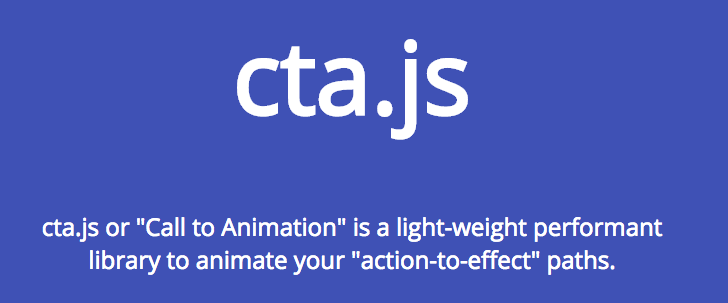 cta.js
cta.js or "Call to Animation" is a light-weight performant
library to animate your "action-to-effect" paths.